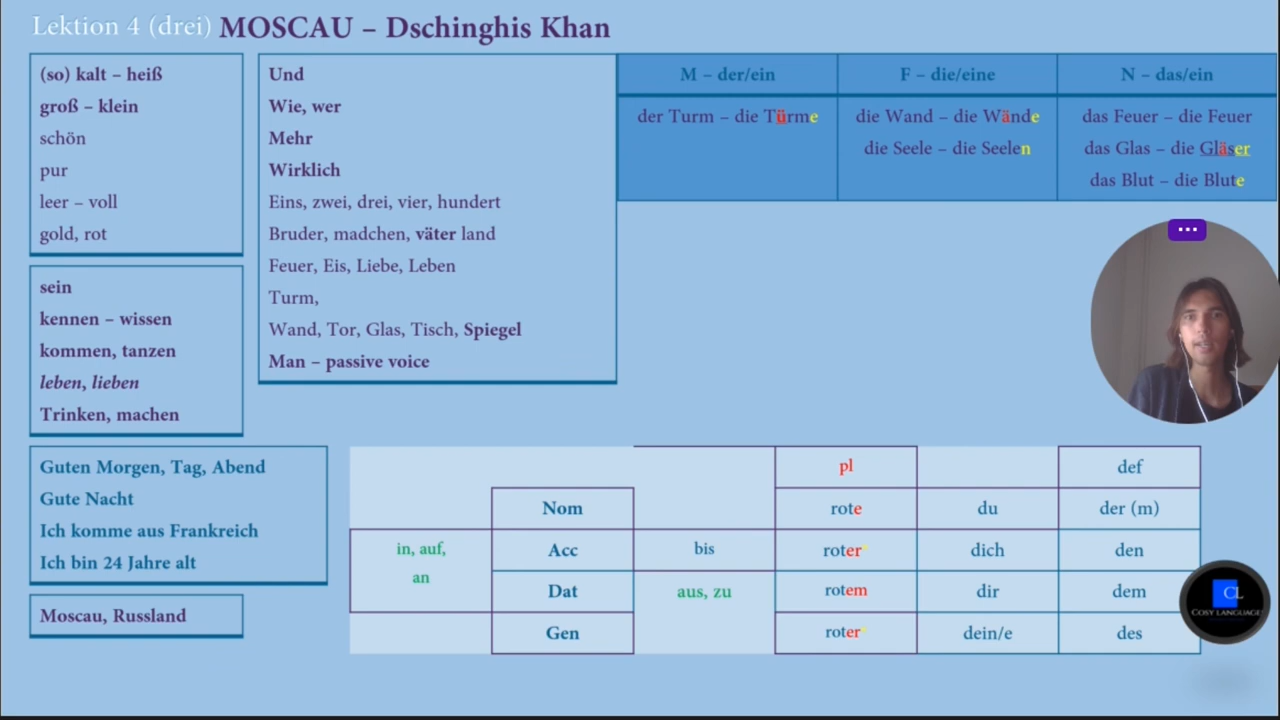 Lektion 4 (drei) MOSCAU – Dschinghis Khan
(so) kalt – heiß
groß – klein
schön
pur
leer – voll
gold, rot
sein
kennen – wissen
kommen, tanzen
leben, lieben
Trinken, machen
Guten Morgen, Tag, Abend
Gute Nacht
Ich komme aus Frankreich
Ich bin 24 Jahre alt
Moscau, Russland
Und
Wie, wer
Mehr
Wirklich
Eins, zwei, drei, vier, hundert
Bruder, madchen, väter land
Feuer, Eis, Liebe, Leben
Turm,
Wand, Tor, Glas, Tisch, Spiegel
Man – passive voice
M – der/ein F – die/eine N – das/ein
der Turm – die Türme die Wand – die Wände das Feuer – die Feuer
die Seele – die Seelen das Glas – die Gläser
das Blut – die Blute
pl def
Nom rote du der (m)
in, auf, an Acc bis roter dich den
Dat aus, zu rotem dir dem
Gen roter dein/e des
CL
COSY LANGUAGES